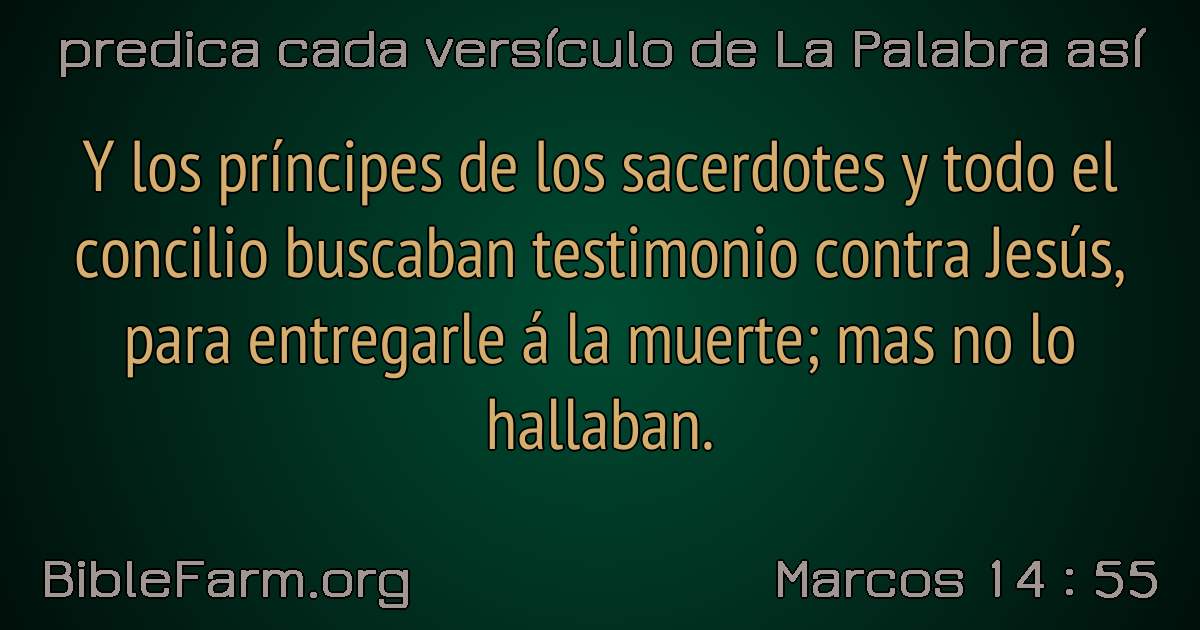 predica cada versículo de La Palabra así
Y los príncipes de los sacerdotes y todo el
concilio buscaban testimonio contra Jesús,
para entregarle á la muerte; mas no lo
hallaban.
BibleFarm.org
Marcos 14 : 55